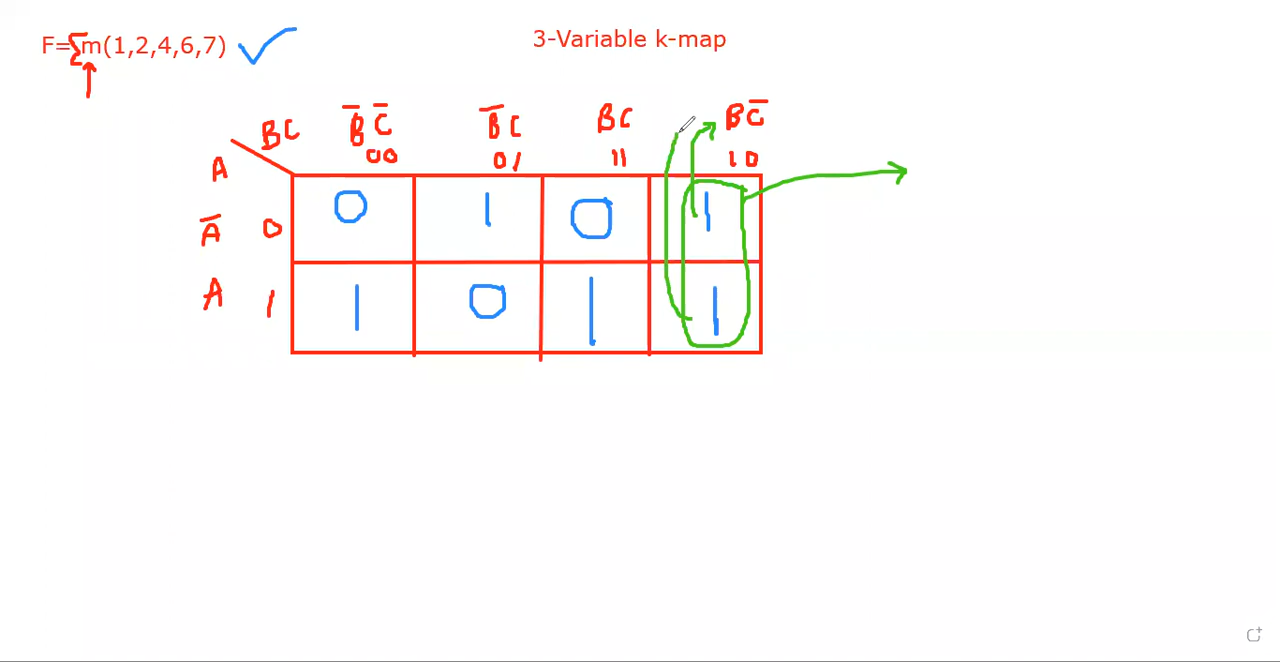 F=Σm(1,2,4,6,7)
3-Variable k-map
A BC B̅ C̅ B̅ C BC BC̅
00 01 11 10
A̅ 0 0 1 0 1
A 1 1 0 1 1